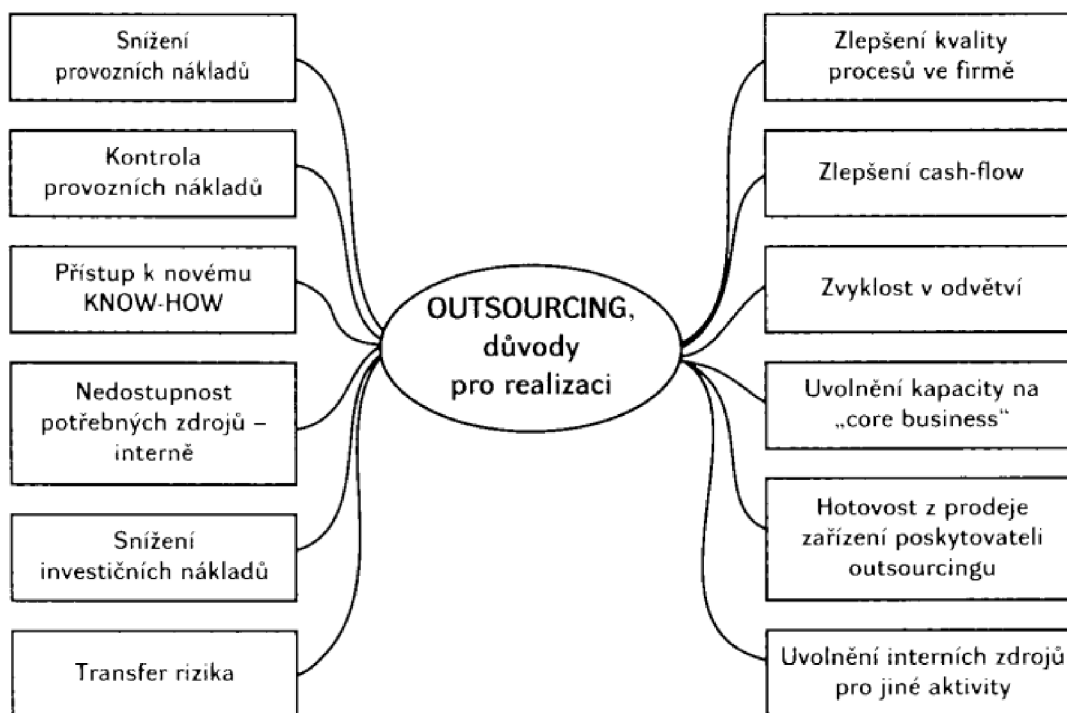 Snížení
provozních nákladů
Kontrola
provozních nákladů
Přístup k novému
KNOW-HOW
Nedostupnost
potřebných zdrojů –
interně
Snížení
investičních nákladů
Transfer rizika
OUTSOURCING,
důvody
pro realizaci
Zlepšení kvality
procesů ve firmě
Zlepšení cash-flow
Zvyklost v odvětví
Uvolnění kapacity na
„core business“
Hotovost z prodeje
zařízení poskytovateli
outsourcingu
Uvolnění interních zdrojů
pro jiné aktivity